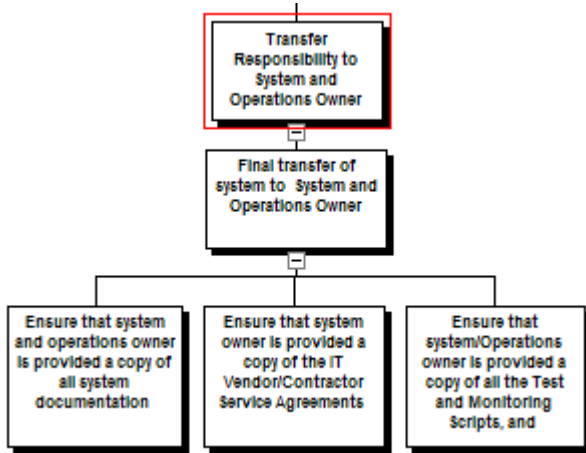 Transfer
Responsibility to
System and
Operations Owner
Final transfer of
system to System and
Operations Owner
Ensure that system
and operations owner
is provided a copy of
all system
documentation
Ensure that system
owner is provided a
copy of the IT
Vendor/Contractor
Service Agreements
Ensure that
system/Operations
owner is provided a
copy of all the Test
and Monitoring
Scripts, and